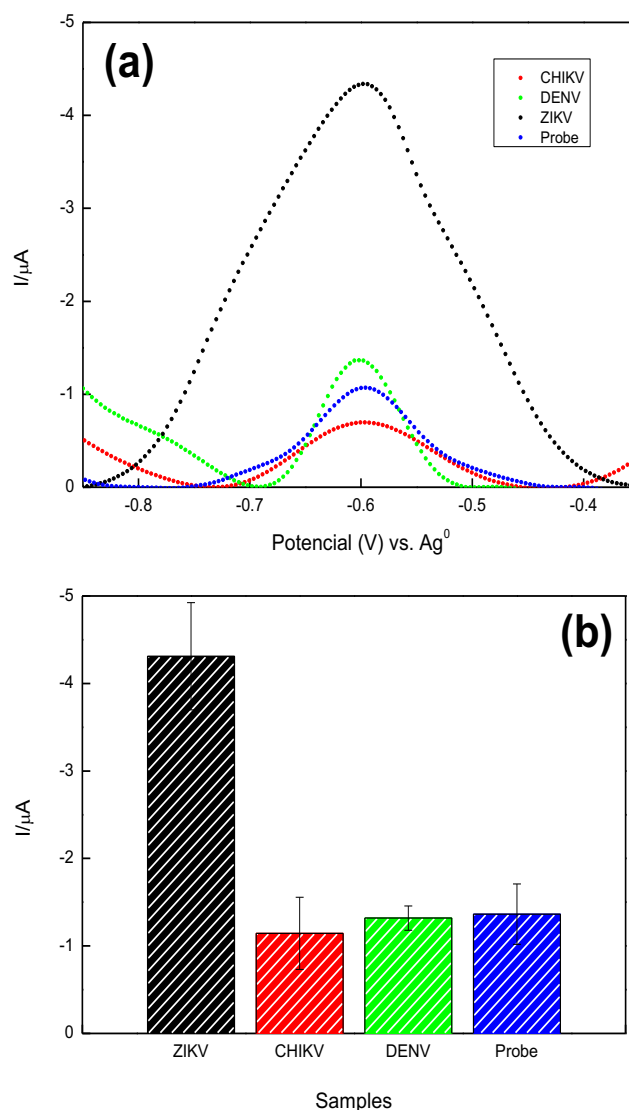 (a)
CHIKV
DENV
ZIKV
Probe
-5
-4
-3
-2
-1
0
I/µA
-0.8 -0.7 -0.6 -0.5 -0.4
Potencial (V) vs. Ag⁰
(b)
-5
-4
-3
-2
-1
0
I/µA
ZIKV CHIKV DENV Probe
Samples